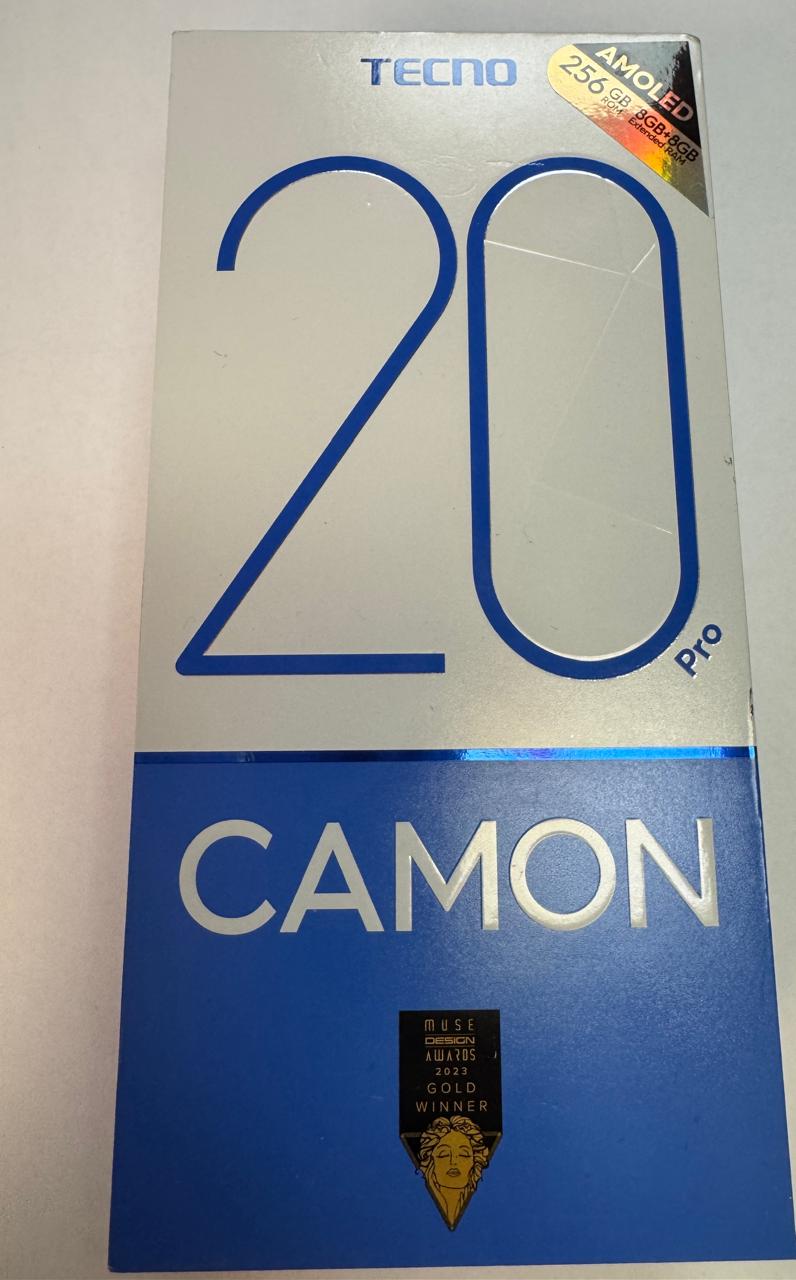 TECNO
AMOLED
256 GB
ROM
8GB+8GB
Extended RAM
20
Pro
CAMON
MUSE
DESIGN
AWARDS
2023
GOLD
WINNER